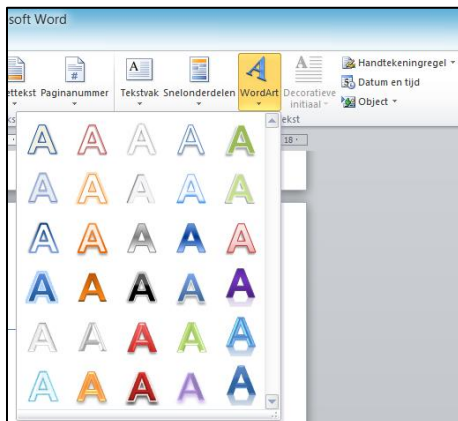 soft Word
ettekst Paginanummer Tekstvak Snelonderdelen WordArt Decoratieve initiaal
Handtekeningregel
Datum en tijd
Object
ekst
18